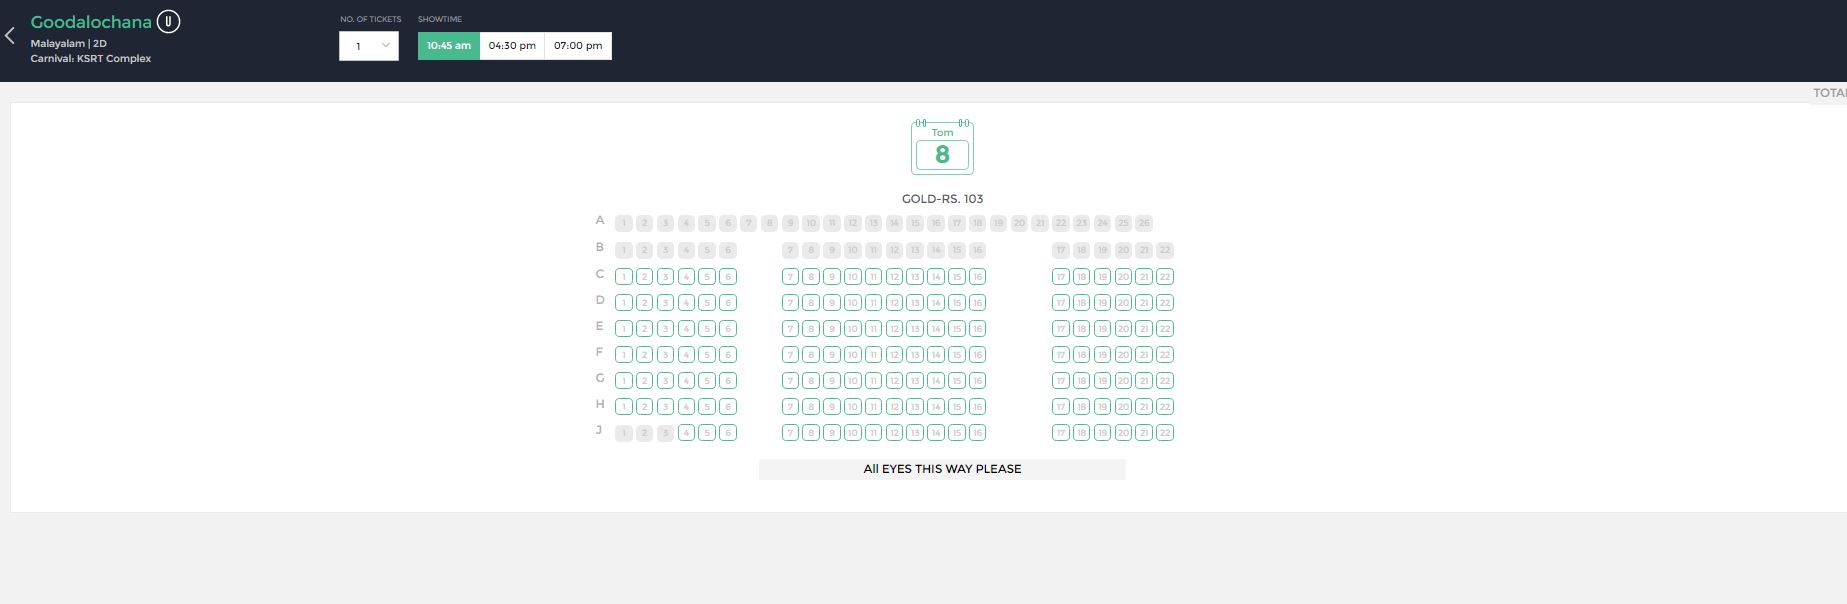 Goodalochana U
Malayalam | 2D
Carnival: KSRT Complex
NO. OF TICKETS SHOWTIME
1 10:45 am 04:30 pm 07:00 pm
TOTA
Tom
8
GOLD-RS. 103
A 1 2 3 4 5 6 7 8 9 10 11 12 13 14 15 16 17 18 19 20 21 22 23 24 25 26
B 1 2 3 4 5 6 7 8 9 10 11 12 13 14 15 16 17 18 19 20 21 22
C 1 2 3 4 5 6 7 8 9 10 11 12 13 14 15 16 17 18 19 20 21 22
D 1 2 3 4 5 6 7 8 9 10 11 12 13 14 15 16 17 18 19 20 21 22
E 1 2 3 4 5 6 7 8 9 10 11 12 13 14 15 16 17 18 19 20 21 22
F 1 2 3 4 5 6 7 8 9 10 11 12 13 14 15 16 17 18 19 20 21 22
G 1 2 3 4 5 6 7 8 9 10 11 12 13 14 15 16 17 18 19 20 21 22
H 1 2 3 4 5 6 7 8 9 10 11 12 13 14 15 16 17 18 19 20 21 22
J 1 2 3 4 5 6 7 8 9 10 11 12 13 14 15 16 17 18 19 20 21 22
All EYES THIS WAY PLEASE